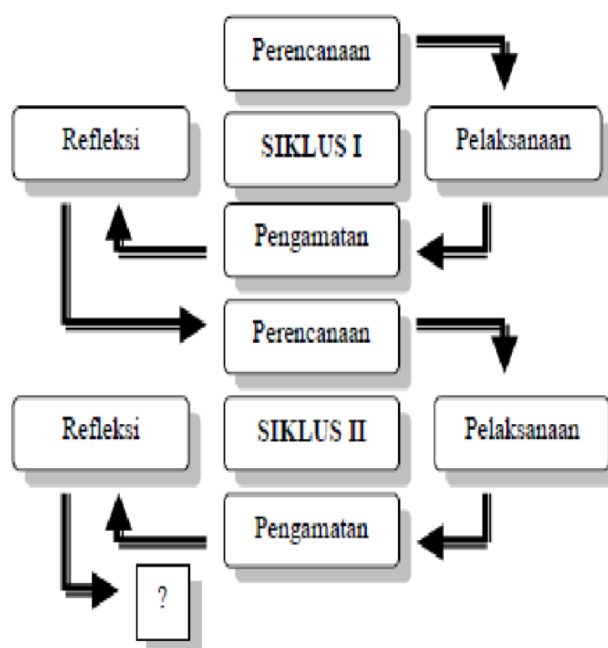 Perencanaan
Refleksi
SIKLUS I
Pelaksanaan
Pengamatan
Perencanaan
Refleksi
SIKLUS II
Pelaksanaan
Pengamatan
?